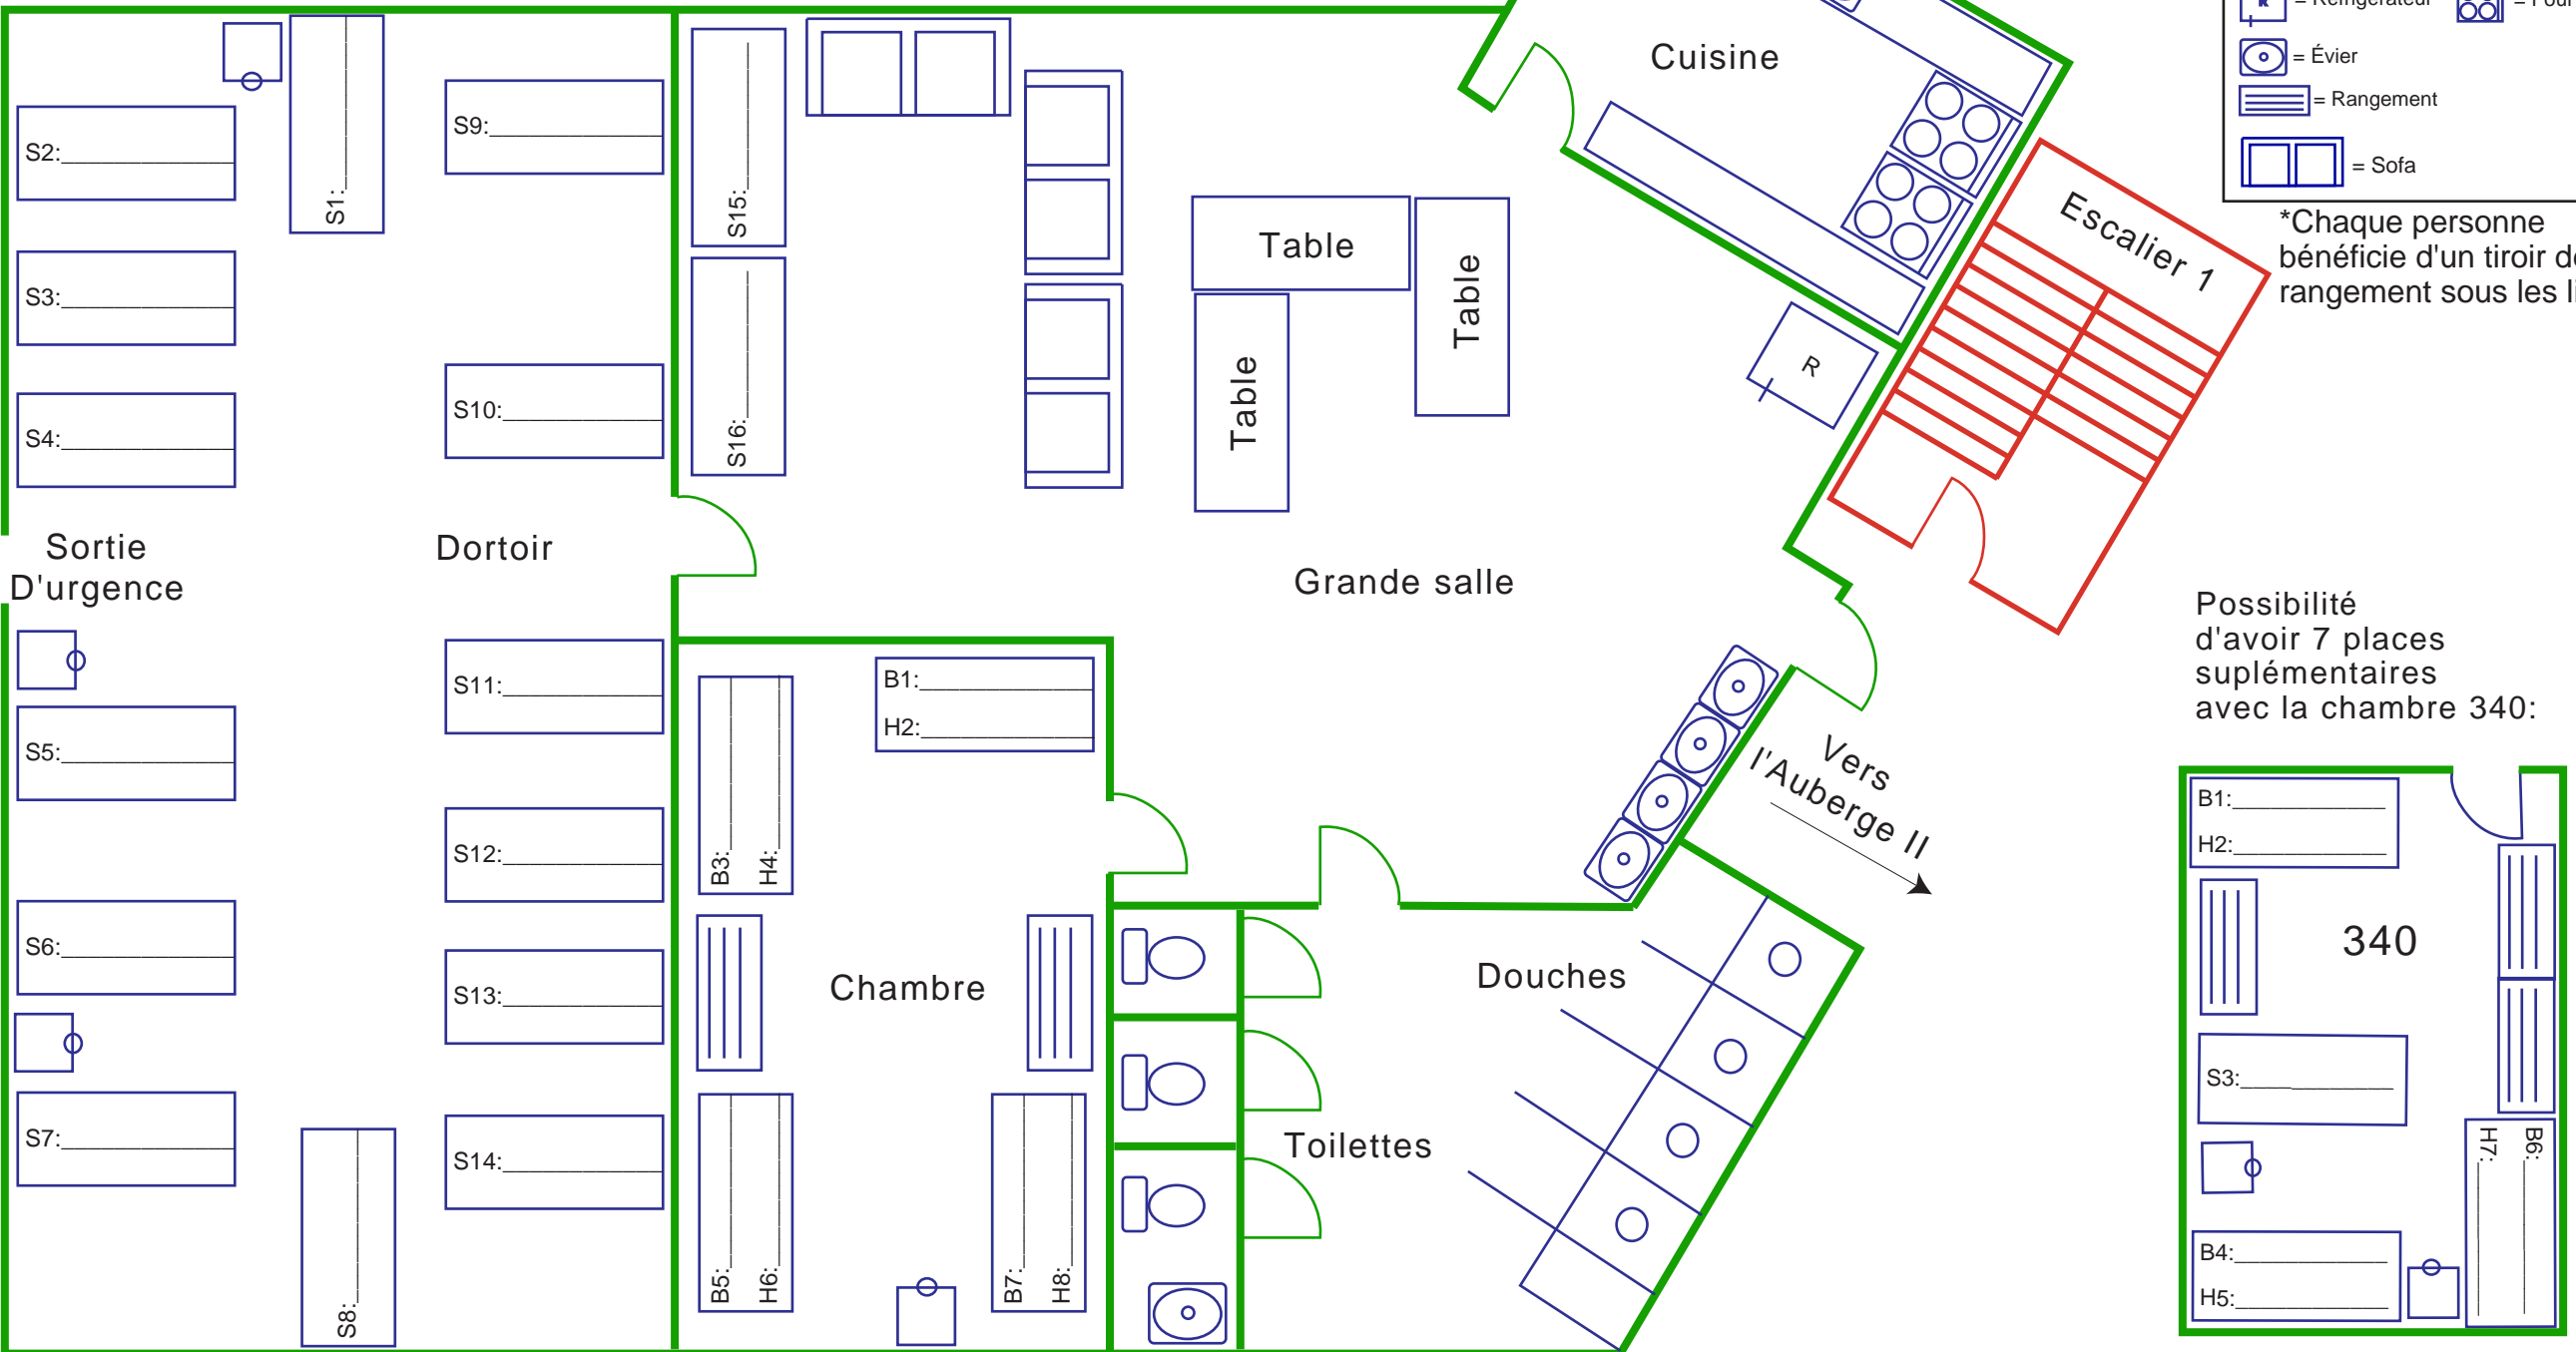 S1:
S2:
S3:
S4:
Sortie
D'urgence
S5:
S6:
S7:
S8:
S9:
S10:
Dortoir
S11:
S12:
S13:
S14:
S15:
S16:
Table
Table
Table
Cuisine
R
Grande salle
B1:
H2:
B3:
H4:
Chambre
B5:
H6:
B7:
H8:
Toilettes
Douches
Vers
l'Auberge II
Escalier 1
R = Réfrigérateur
= Four
= Évier
= Rangement
= Sofa
*Chaque personne
bénéficie d'un tiroir de
rangement sous les
Possibilité
d'avoir 7 places
suplémentaires
avec la chambre 340:
B1:
H2:
340
S3:
B4:
H5:
B6:
H7: